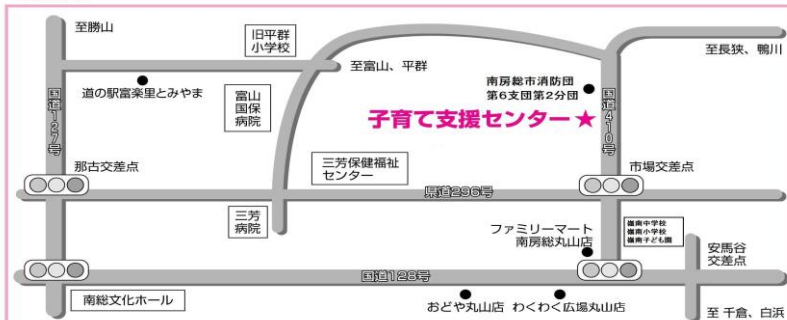 至勝山
旧平群
小学校
至長狭、鴨川
至富山、平群
道の駅富楽里とみやま
国道127号
富山
国保
病院
南房総市消防団
第6支団第2分団
国道410号
子育て支援センター★
那古交差点
三芳保健福祉
センター
市場交差点
県道296号
三芳
病院
ファミリーマート
南房総丸山店
嶺南中学校
嶺南小学校
嶺南子ども園
安馬谷
交差点
国道128号
南総文化ホール
おどや丸山店
わくわく広場丸山店
至 千倉、白浜